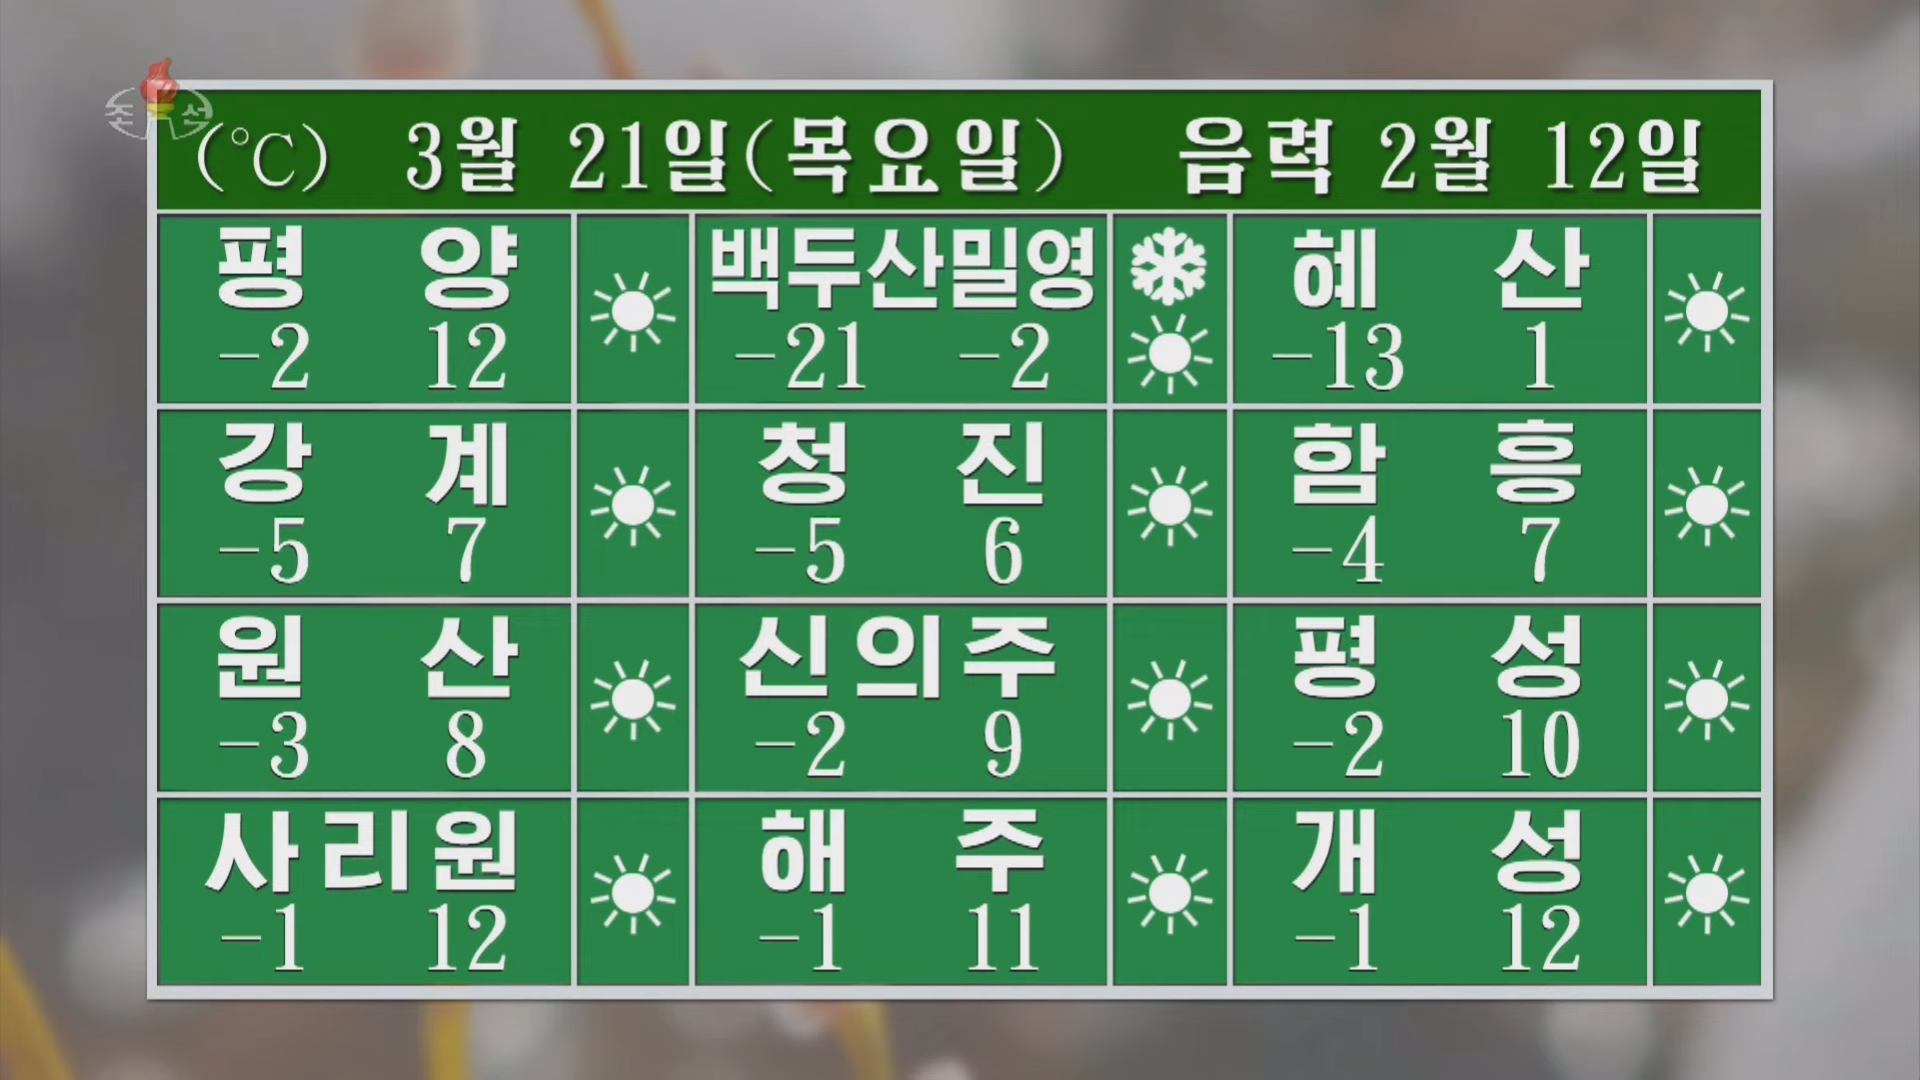 조선
(℃) 3월 21일(목요일) 음력 2월 12일
평양 백두산밀영 혜산
-2 12 -21 -2 -13 1
강계 청진 함흥
-5 7 -5 6 -4 7
원산 신의주 평성
-3 8 -2 9 -2 10
사리원 해주 개성
-1 12 -1 11 -1 12